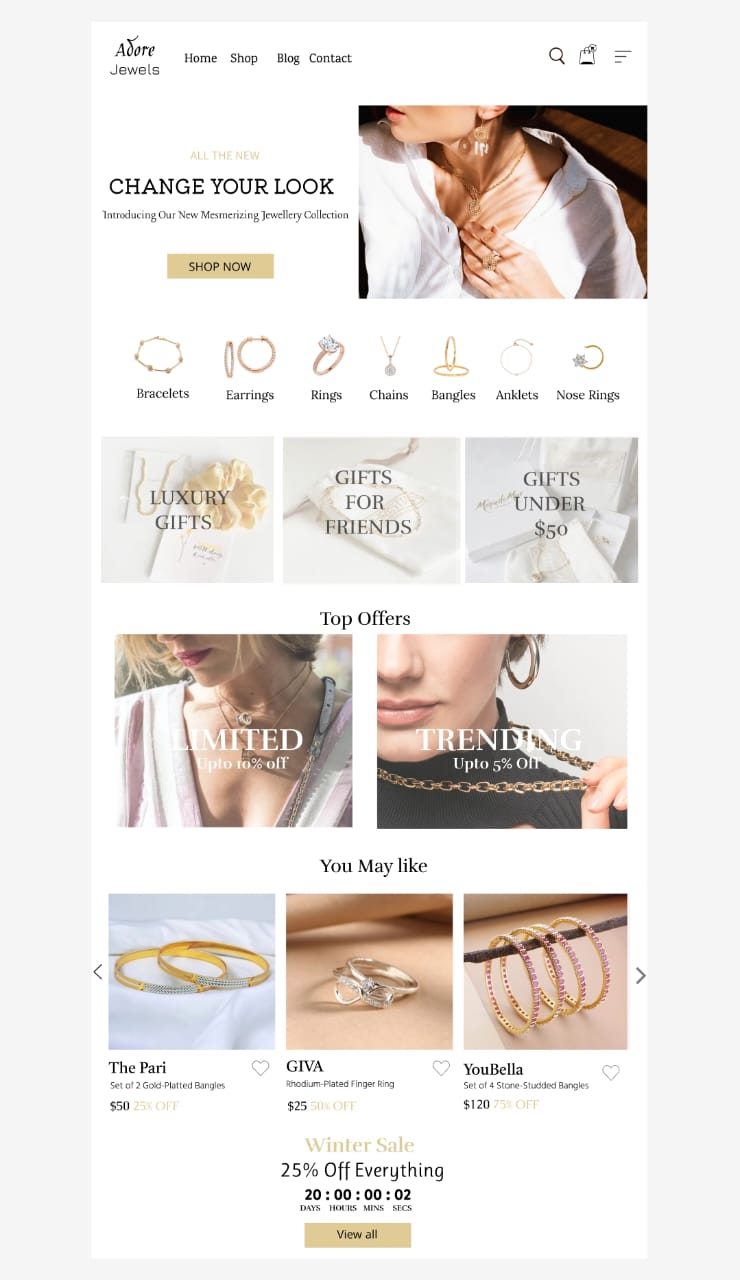 Adore
Jewels
Home Shop Blog Contact
ALL THE NEW
CHANGE YOUR LOOK
Introducing Our New Mesmerizing Jewellery Collection
SHOP NOW
Bracelets Earrings Rings Chains Bangles Anklets Nose Rings
LUXURY
GIFTS
GIFTS
FOR
FRIENDS
GIFTS
UNDER
$50
Top Offers
LIMITED
Upto 10% off
TRENDING
Upto 5% Off
You May like
The Pari
Set of 2 Gold-Platted Bangles
$50 25% OFF
GIVA
Rhodium-Plated Finger Ring
$25 50% OFF
YouBella
Set of 4 Stone-Studded Bangles
$120 75% OFF
Winter Sale
25% Off Everything
20 : 00 : 00 : 02
DAYS HOURS MINS SECS
View all